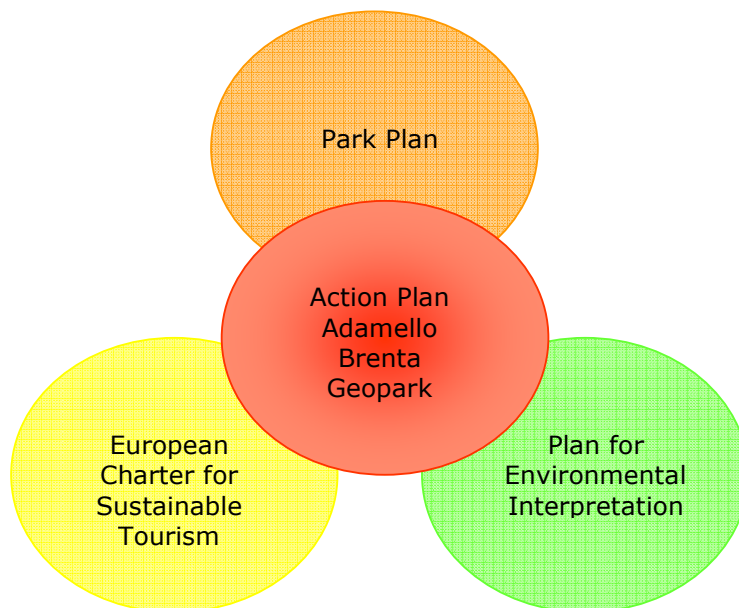 Park Plan
Action Plan
Adamello
Brenta
Geopark
European
Charter for
Sustainable
Tourism
Plan for
Environmental
Interpretation